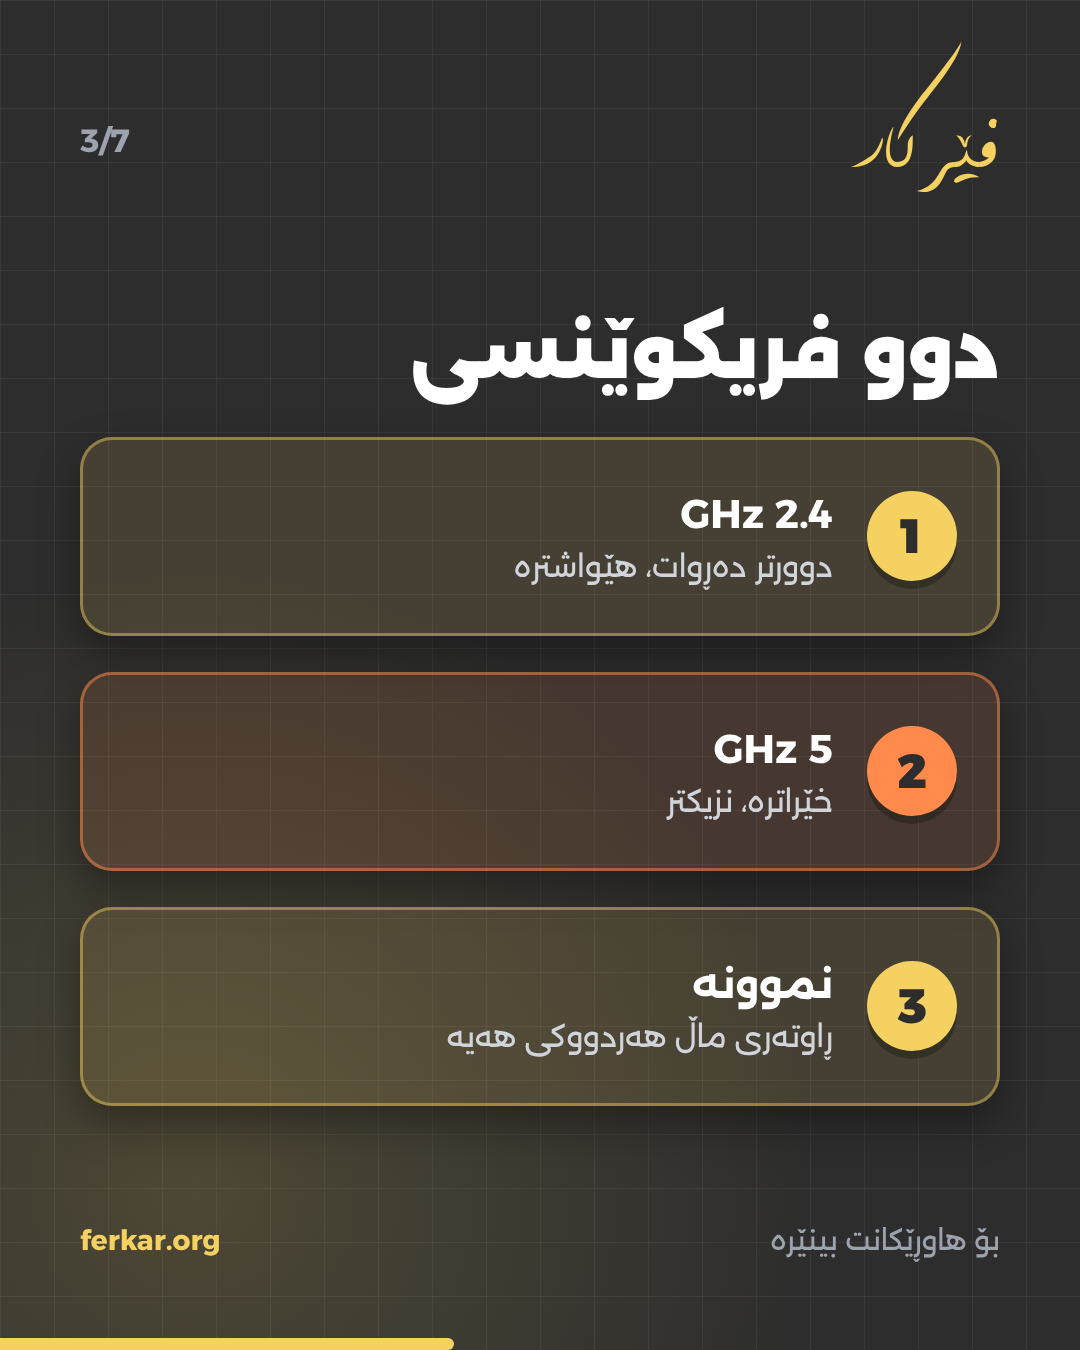 فێرکار
3/7
دوو فریکوێنسی
1
2.4 GHz
دوورتر دەڕوات، هێواشترە
2
5 GHz
خێراترە، نزیکتر
3
نموونە
ڕاوتەری ماڵ هەردووکی هەیە
بۆ هاوڕێکانت بینێرە
ferkar.org